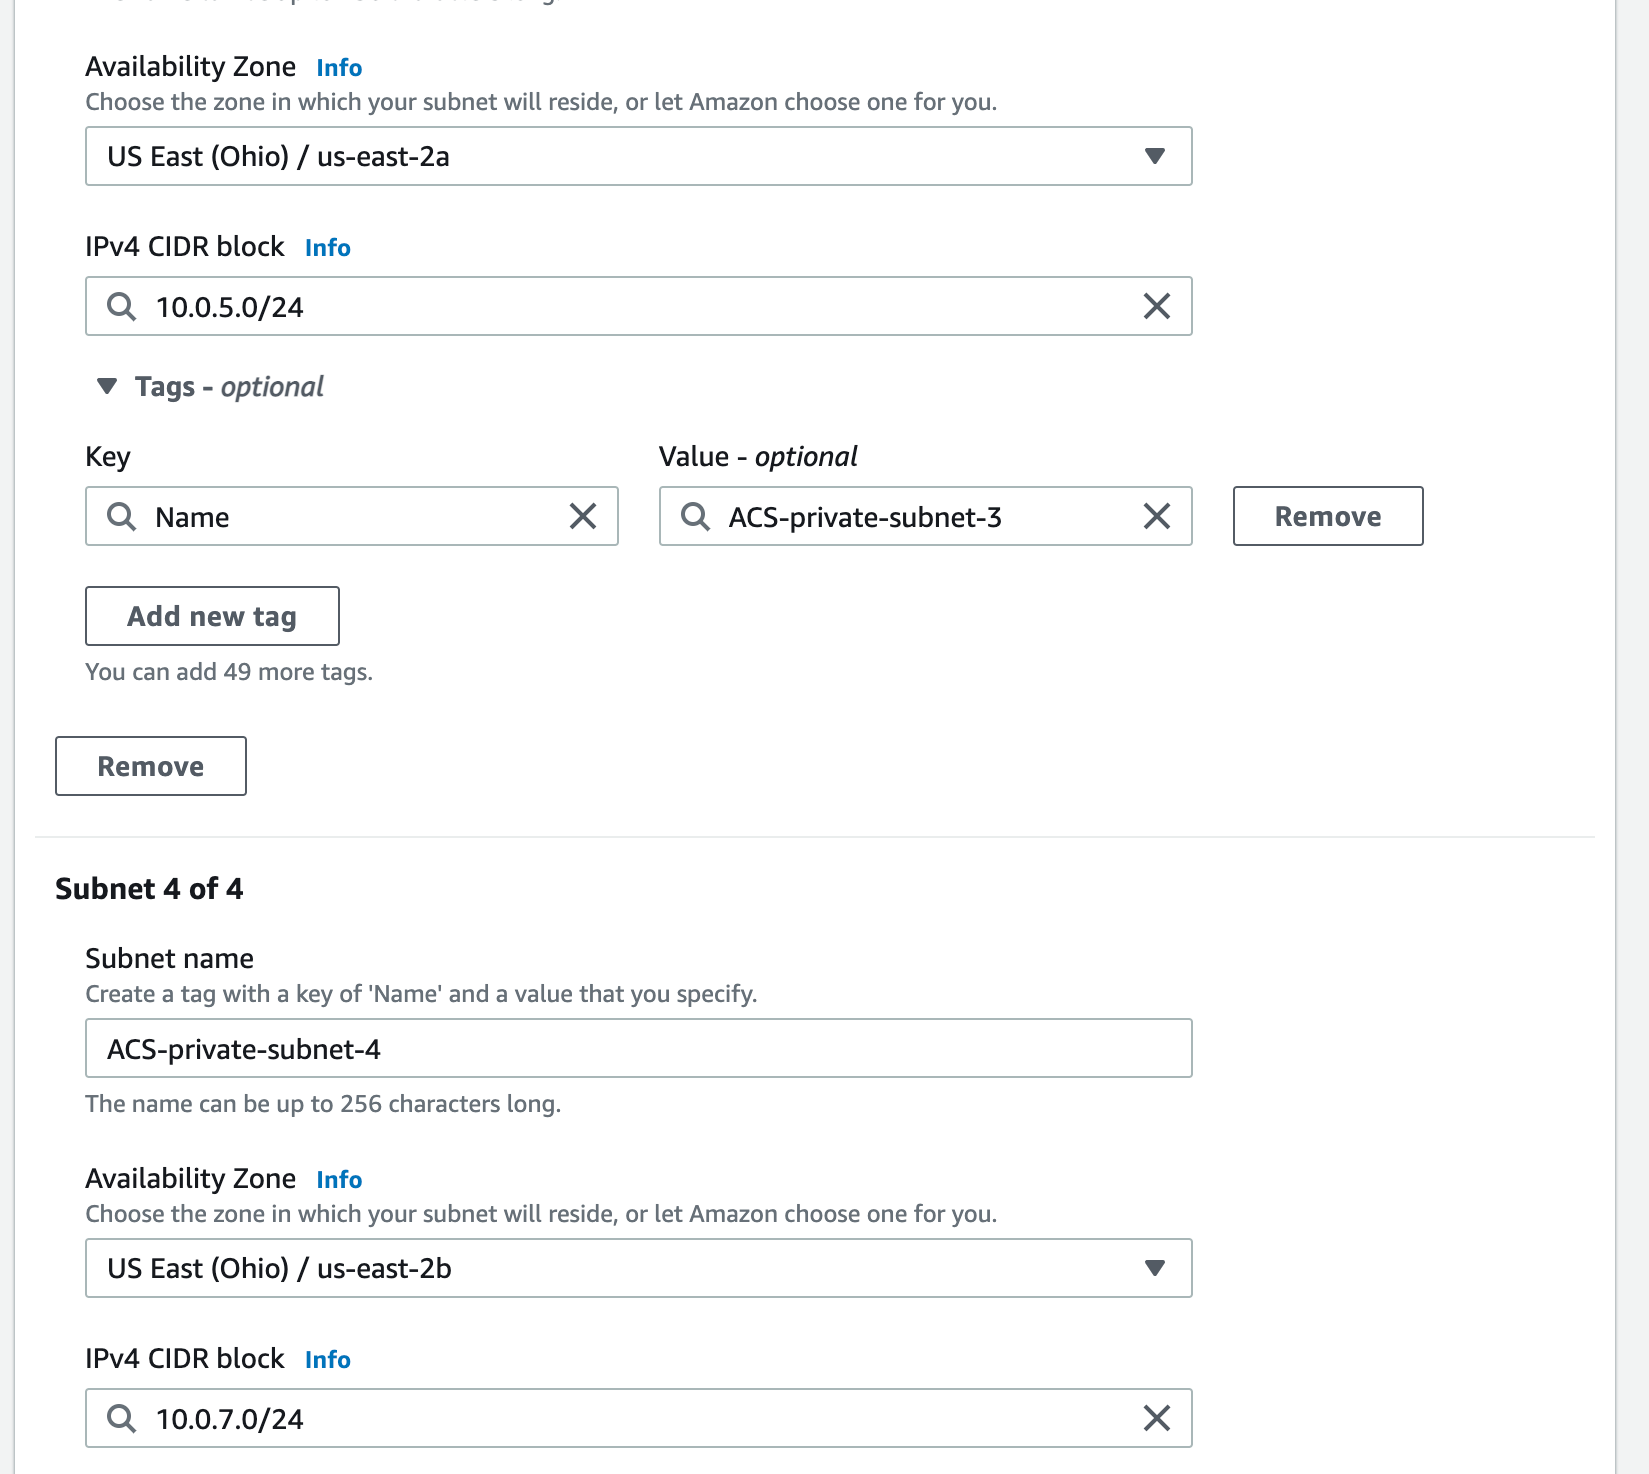 Availability Zone Info
Choose the zone in which your subnet will reside, or let Amazon choose one for you.
US East (Ohio) / us-east-2a
IPv4 CIDR block Info
10.0.5.0/24
Tags - optional
Key Value - optional
Name ACS-private-subnet-3 Remove
Add new tag
You can add 49 more tags.
Remove
Subnet 4 of 4
Subnet name
Create a tag with a key of 'Name' and a value that you specify.
ACS-private-subnet-4
The name can be up to 256 characters long.
Availability Zone Info
Choose the zone in which your subnet will reside, or let Amazon choose one for you.
US East (Ohio) / us-east-2b
IPv4 CIDR block Info
10.0.7.0/24